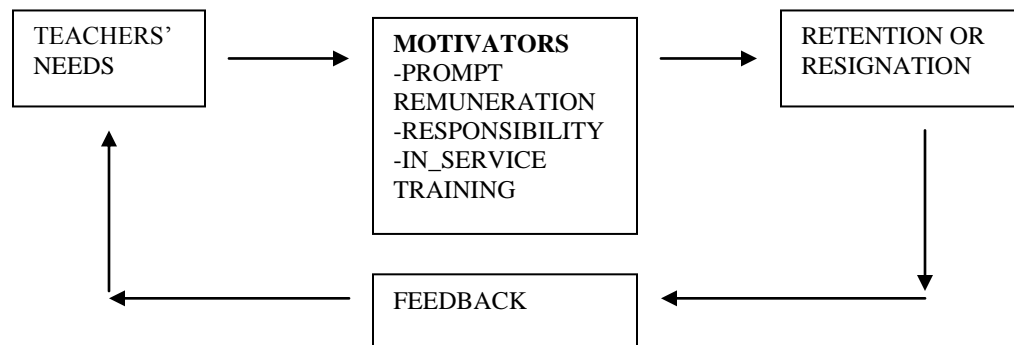 TEACHERS’
NEEDS
MOTIVATORS
-PROMPT
REMUNERATION
-RESPONSIBILITY
-IN_SERVICE
TRAINING
RETENTION OR
RESIGNATION
FEEDBACK